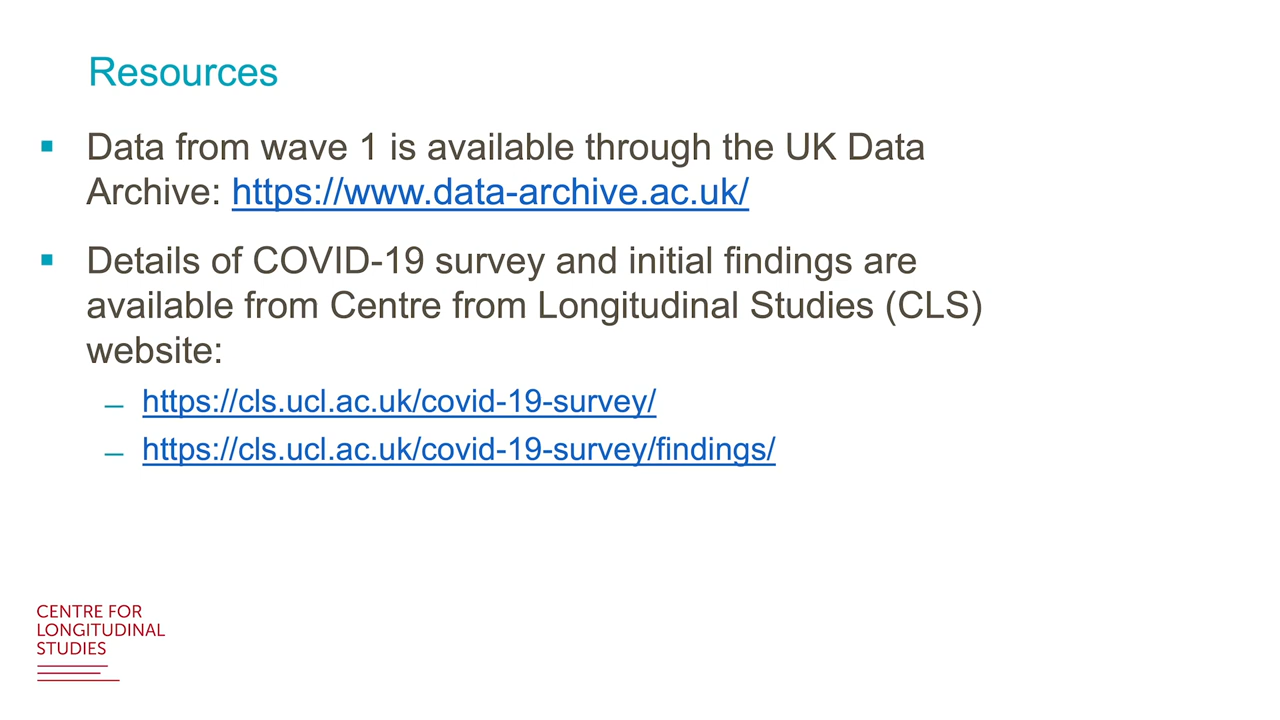 Resources
Data from wave 1 is available through the UK Data
Archive: https://www.data-archive.ac.uk/
Details of COVID-19 survey and initial findings are
available from Centre from Longitudinal Studies (CLS)
website:
https://cls.ucl.ac.uk/covid-19-survey/
https://cls.ucl.ac.uk/covid-19-survey/findings/
CENTRE FOR
LONGITUDINAL
STUDIES